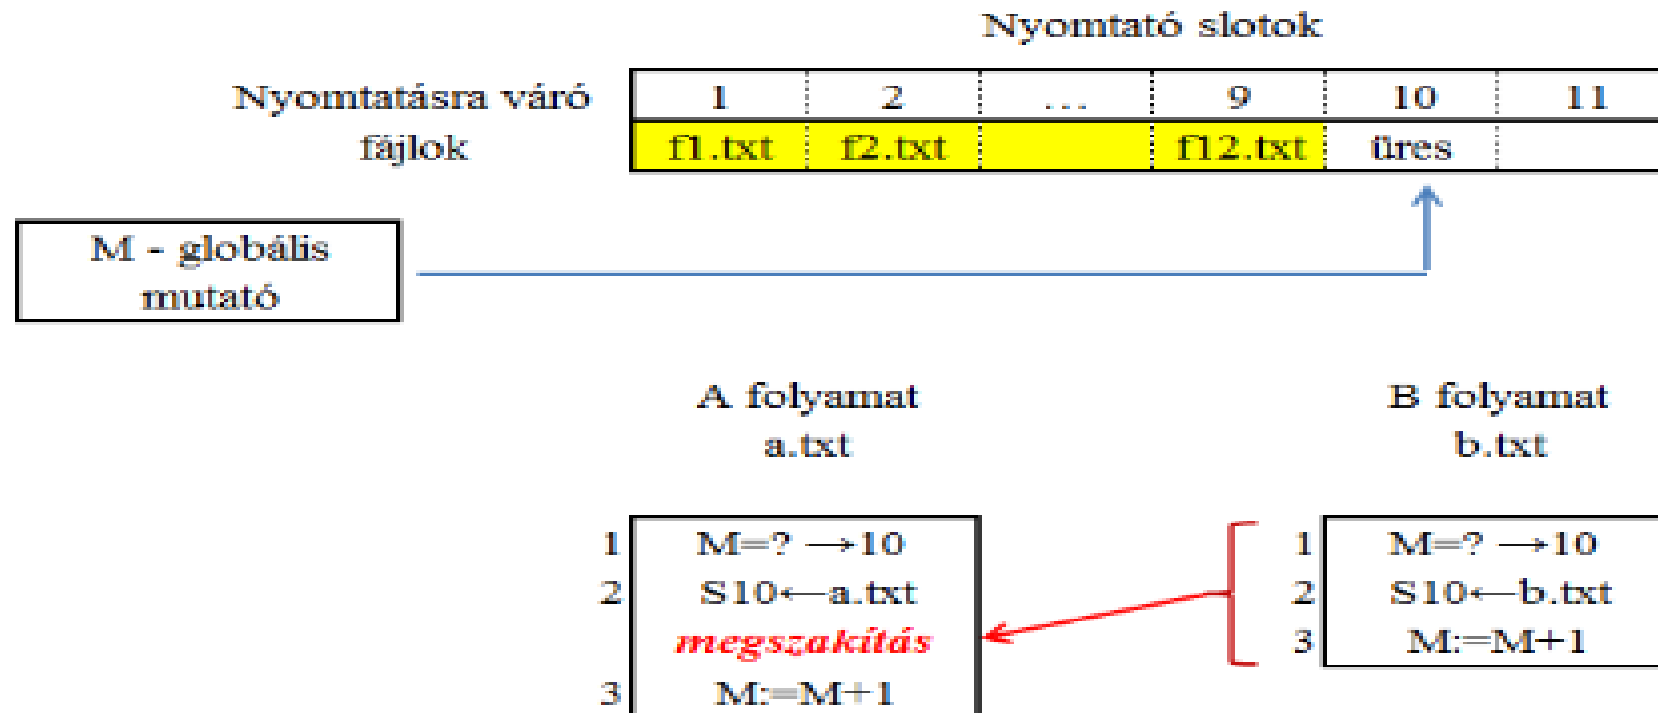 Nyomtató slotok
Nyomtatásra váró fájlok
1 2 ... 9 10 11
f1.txt f2.txt f12.txt üres
M - globális
mutató
A folyamat
a.txt
B folyamat
b.txt
1 M=? →10
2 S10←a.txt
megszakítás
3 M:=M+1
1 M=? →10
2 S10←b.txt
3 M:=M+1